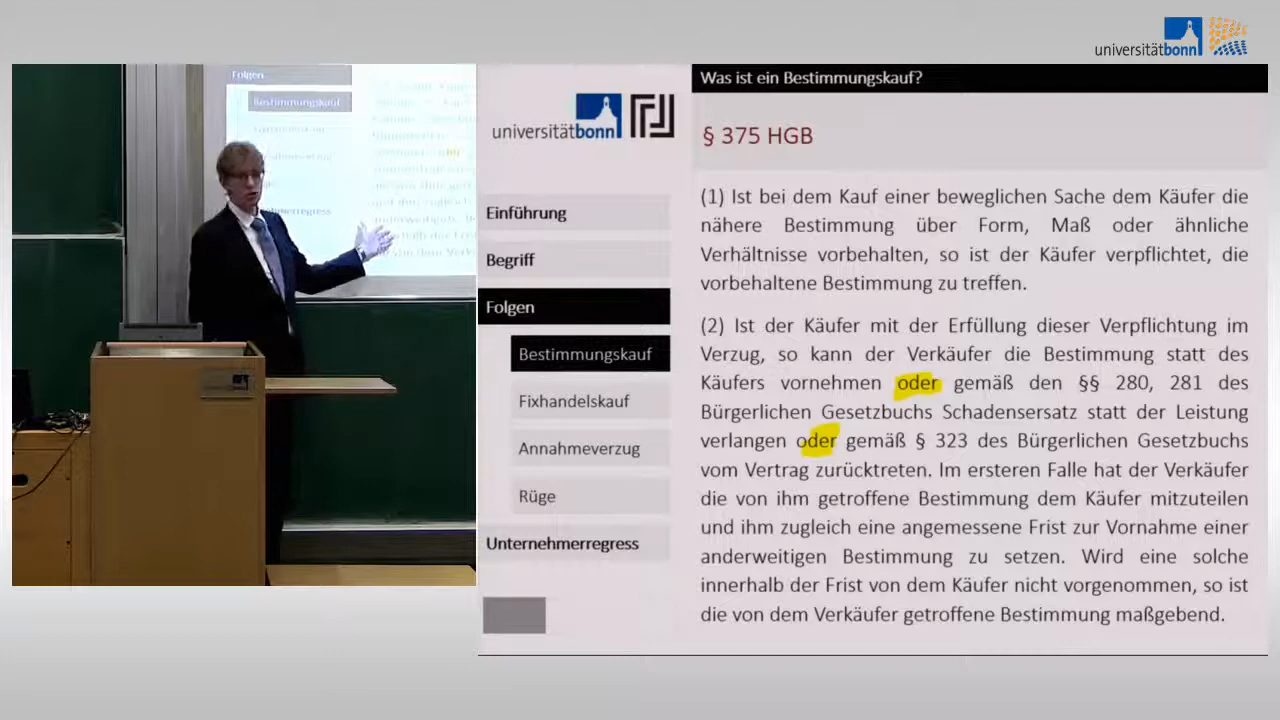 universitätbonn
Was ist ein Bestimmungskauf?
universitätbonn
§ 375 HGB
Einführung
Begriff
Folgen
Bestimmungskauf
Fixhandelskauf
Annahmeverzug
Rüge
Unternehmerregress
(1) Ist bei dem Kauf einer beweglichen Sache dem Käufer die
nähere Bestimmung über Form, Maß oder ähnliche
Verhältnisse vorbehalten, so ist der Käufer verpflichtet, die
vorbehaltene Bestimmung zu treffen.
(2) Ist der Käufer mit der Erfüllung dieser Verpflichtung im
Verzug, so kann der Verkäufer die Bestimmung statt des
Käufers vornehmen oder gemäß den §§ 280, 281 des
Bürgerlichen Gesetzbuchs Schadensersatz statt der Leistung
verlangen oder gemäß § 323 des Bürgerlichen Gesetzbuchs
vom Vertrag zurücktreten. Im ersteren Falle hat der Verkäufer
die von ihm getroffene Bestimmung dem Käufer mitzuteilen
und ihm zugleich eine angemessene Frist zur Vornahme einer
anderweitigen Bestimmung zu setzen. Wird eine solche
innerhalb der Frist von dem Käufer nicht vorgenommen, so ist
die von dem Verkäufer getroffene Bestimmung maßgebend.
Folgen
Bestimmungskauf